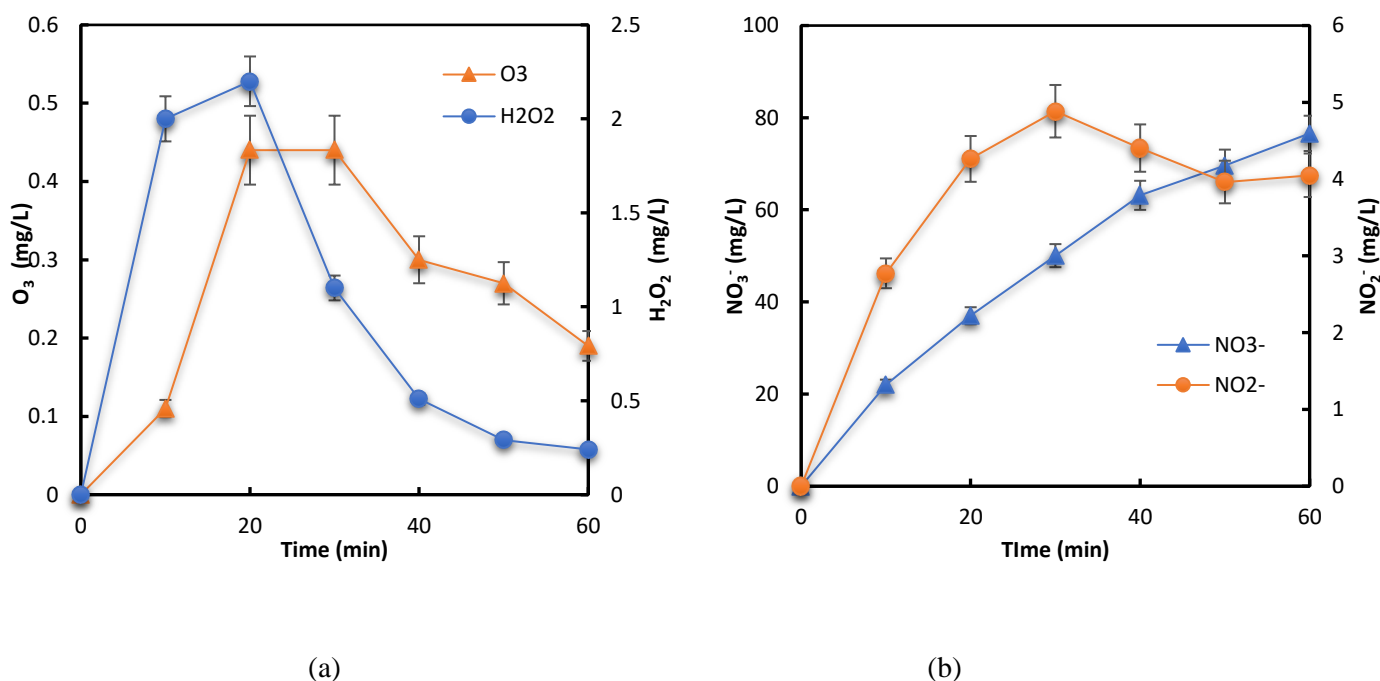 0.6
0.5
0.4
0.3
0.2
0.1
0
O₃ (mg/L)
2.5
2
1.5
1
0.5
0
H₂O₂ (mg/L)
O3
H2O2
0 20 40 60
Time (min)
(a)
100
80
60
40
20
0
NO₃⁻ (mg/L)
6
5
4
3
2
1
0
NO₂⁻ (mg/L)
NO3-
NO2-
0 20 40 60
TIme (min)
(b)